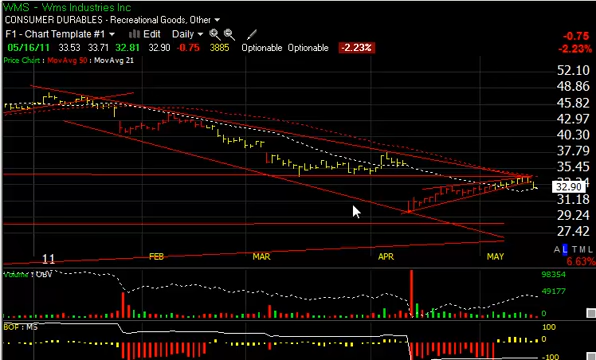 WMS - Wms Industries Inc
CONSUMER DURABLES - Recreational Goods, Other
F1 - Chart Template #1 Edit Daily
05/16/11 33.53 33.71 32.81 32.90 -0.75 3885 Optionable Optionable -2.23%
-0.75
-2.23%
Price Chart : MovAvg 50 : MovAvg 21
52.10
48.86
45.82
42.97
40.30
37.79
35.45
32.90
31.18
29.24
27.42
11 FEB MAR APR MAY
A L T M L
6.63%
Volume : OBV
98354
49177
0
BOP : MS
100
0
-100